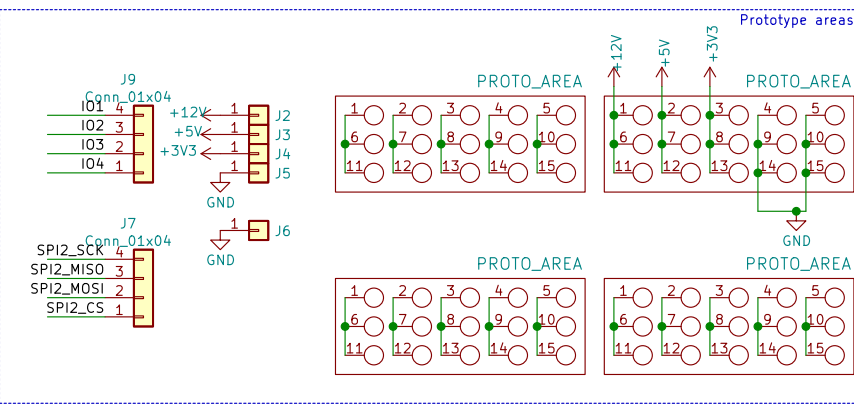 Prototype areas
+12V
+5V
+3V3
J9
Conn_01x04
IO1 4
IO2 3
IO3 2
IO4 1
+12V 1 J2
+5V 1 J3
+3V3 1 J4
1 J5
GND
J7
Conn_01x04
SPI2_SCK 4
SPI2_MISO 3
SPI2_MOSI 2
SPI2_CS 1
1 J6
GND
PROTO_AREA
1 2 3 4 5
6 7 8 9 10
11 12 13 14 15
PROTO_AREA
1 2 3 4 5
6 7 8 9 10
11 12 13 14 15
GND
PROTO_AREA
1 2 3 4 5
6 7 8 9 10
11 12 13 14 15
PROTO_AREA
1 2 3 4 5
6 7 8 9 10
11 12 13 14 15